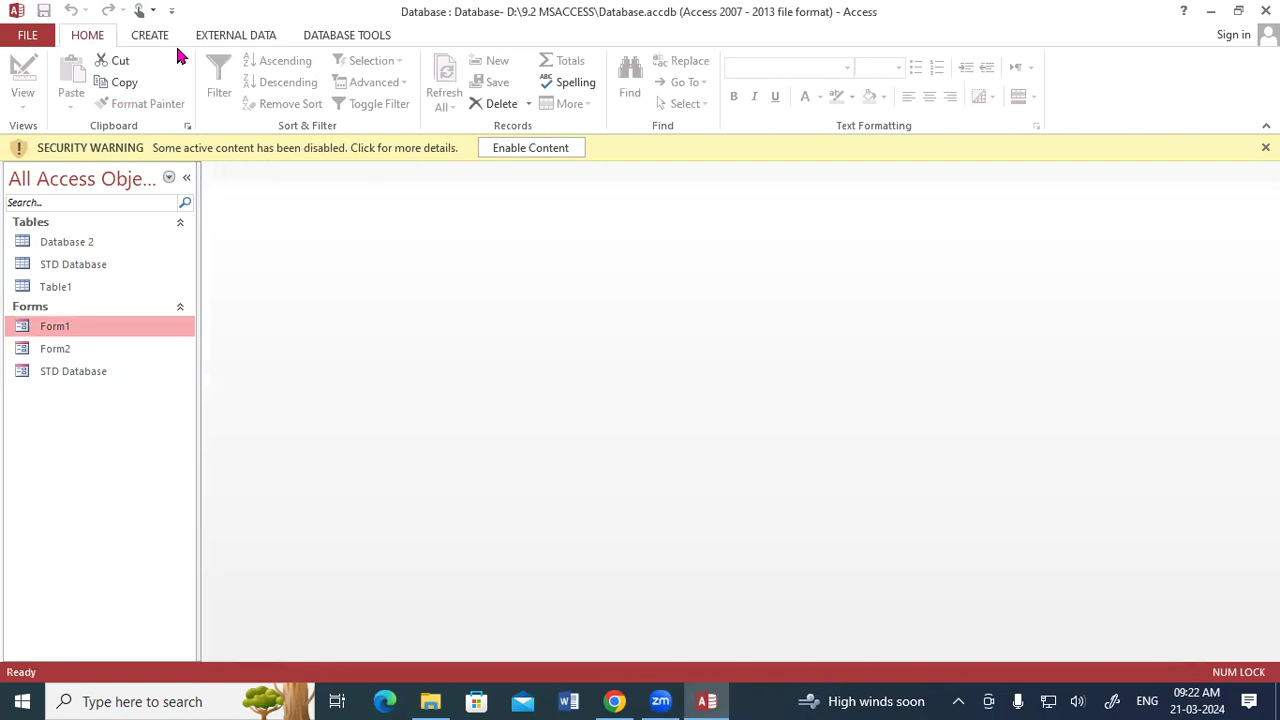 Database : Database- D:\9.2 MSACCESS\Database.accdb (Access 2007 - 2013 file format) - Access
FILE HOME CREATE EXTERNAL DATA DATABASE TOOLS Sign in
View
Views
Paste
Cut
Copy
Format Painter
Clipboard
Filter
Ascending
Descending
Remove Sort
Selection
Advanced
Toggle Filter
Sort & Filter
Refresh
All
New
Save
Delete
Totals
Spelling
More
Records
Find
Replace
Go To
Select
Find
B I U A
Text Formatting
SECURITY WARNING Some active content has been disabled. Click for more details. Enable Content
All Access Obje...
Search...
Tables
Database 2
STD Database
Table1
Forms
Form1
Form2
STD Database
Ready NUM LOCK
Type here to search
High winds soon
ENG
09:22 AM
21-03-2024